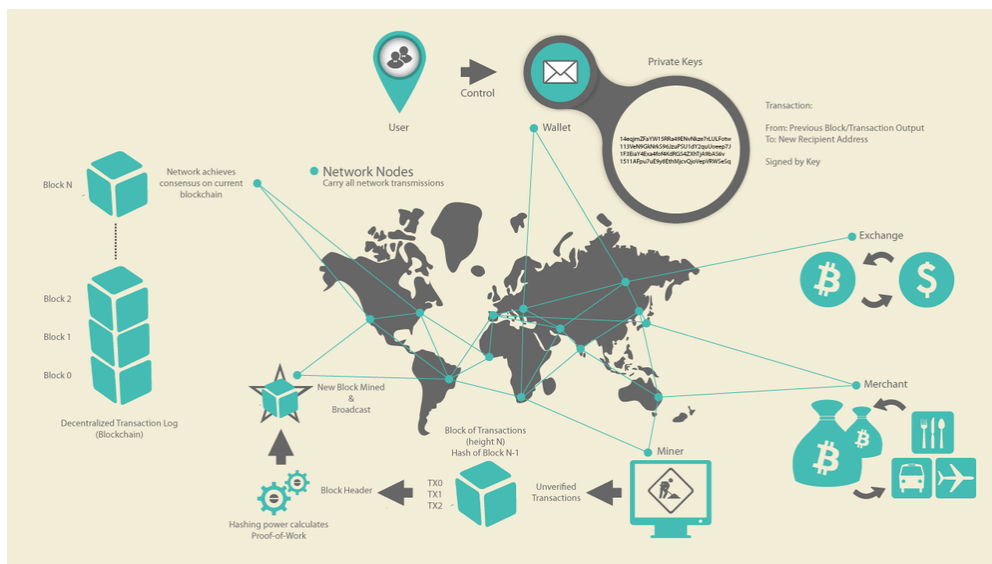 User
Control
Wallet
Private Keys
Transaction:
From: Previous Block/Transaction Output
To: New Recipient Address
Signed by Key
Block N
Network achieves
consensus on current
blockchain
Network Nodes
Carry all network transmissions
Exchange
Block 2
Block 1
Block 0
Decentralized Transaction Log
(Blockchain)
New Block Mined
&
Broadcast
Merchant
Block of Transactions
(height N)
Hash of Block N-1
Miner
Block Header
TX0
TX1
TX2
Unverified
Transactions
Hashing power calculates
Proof-of-Work